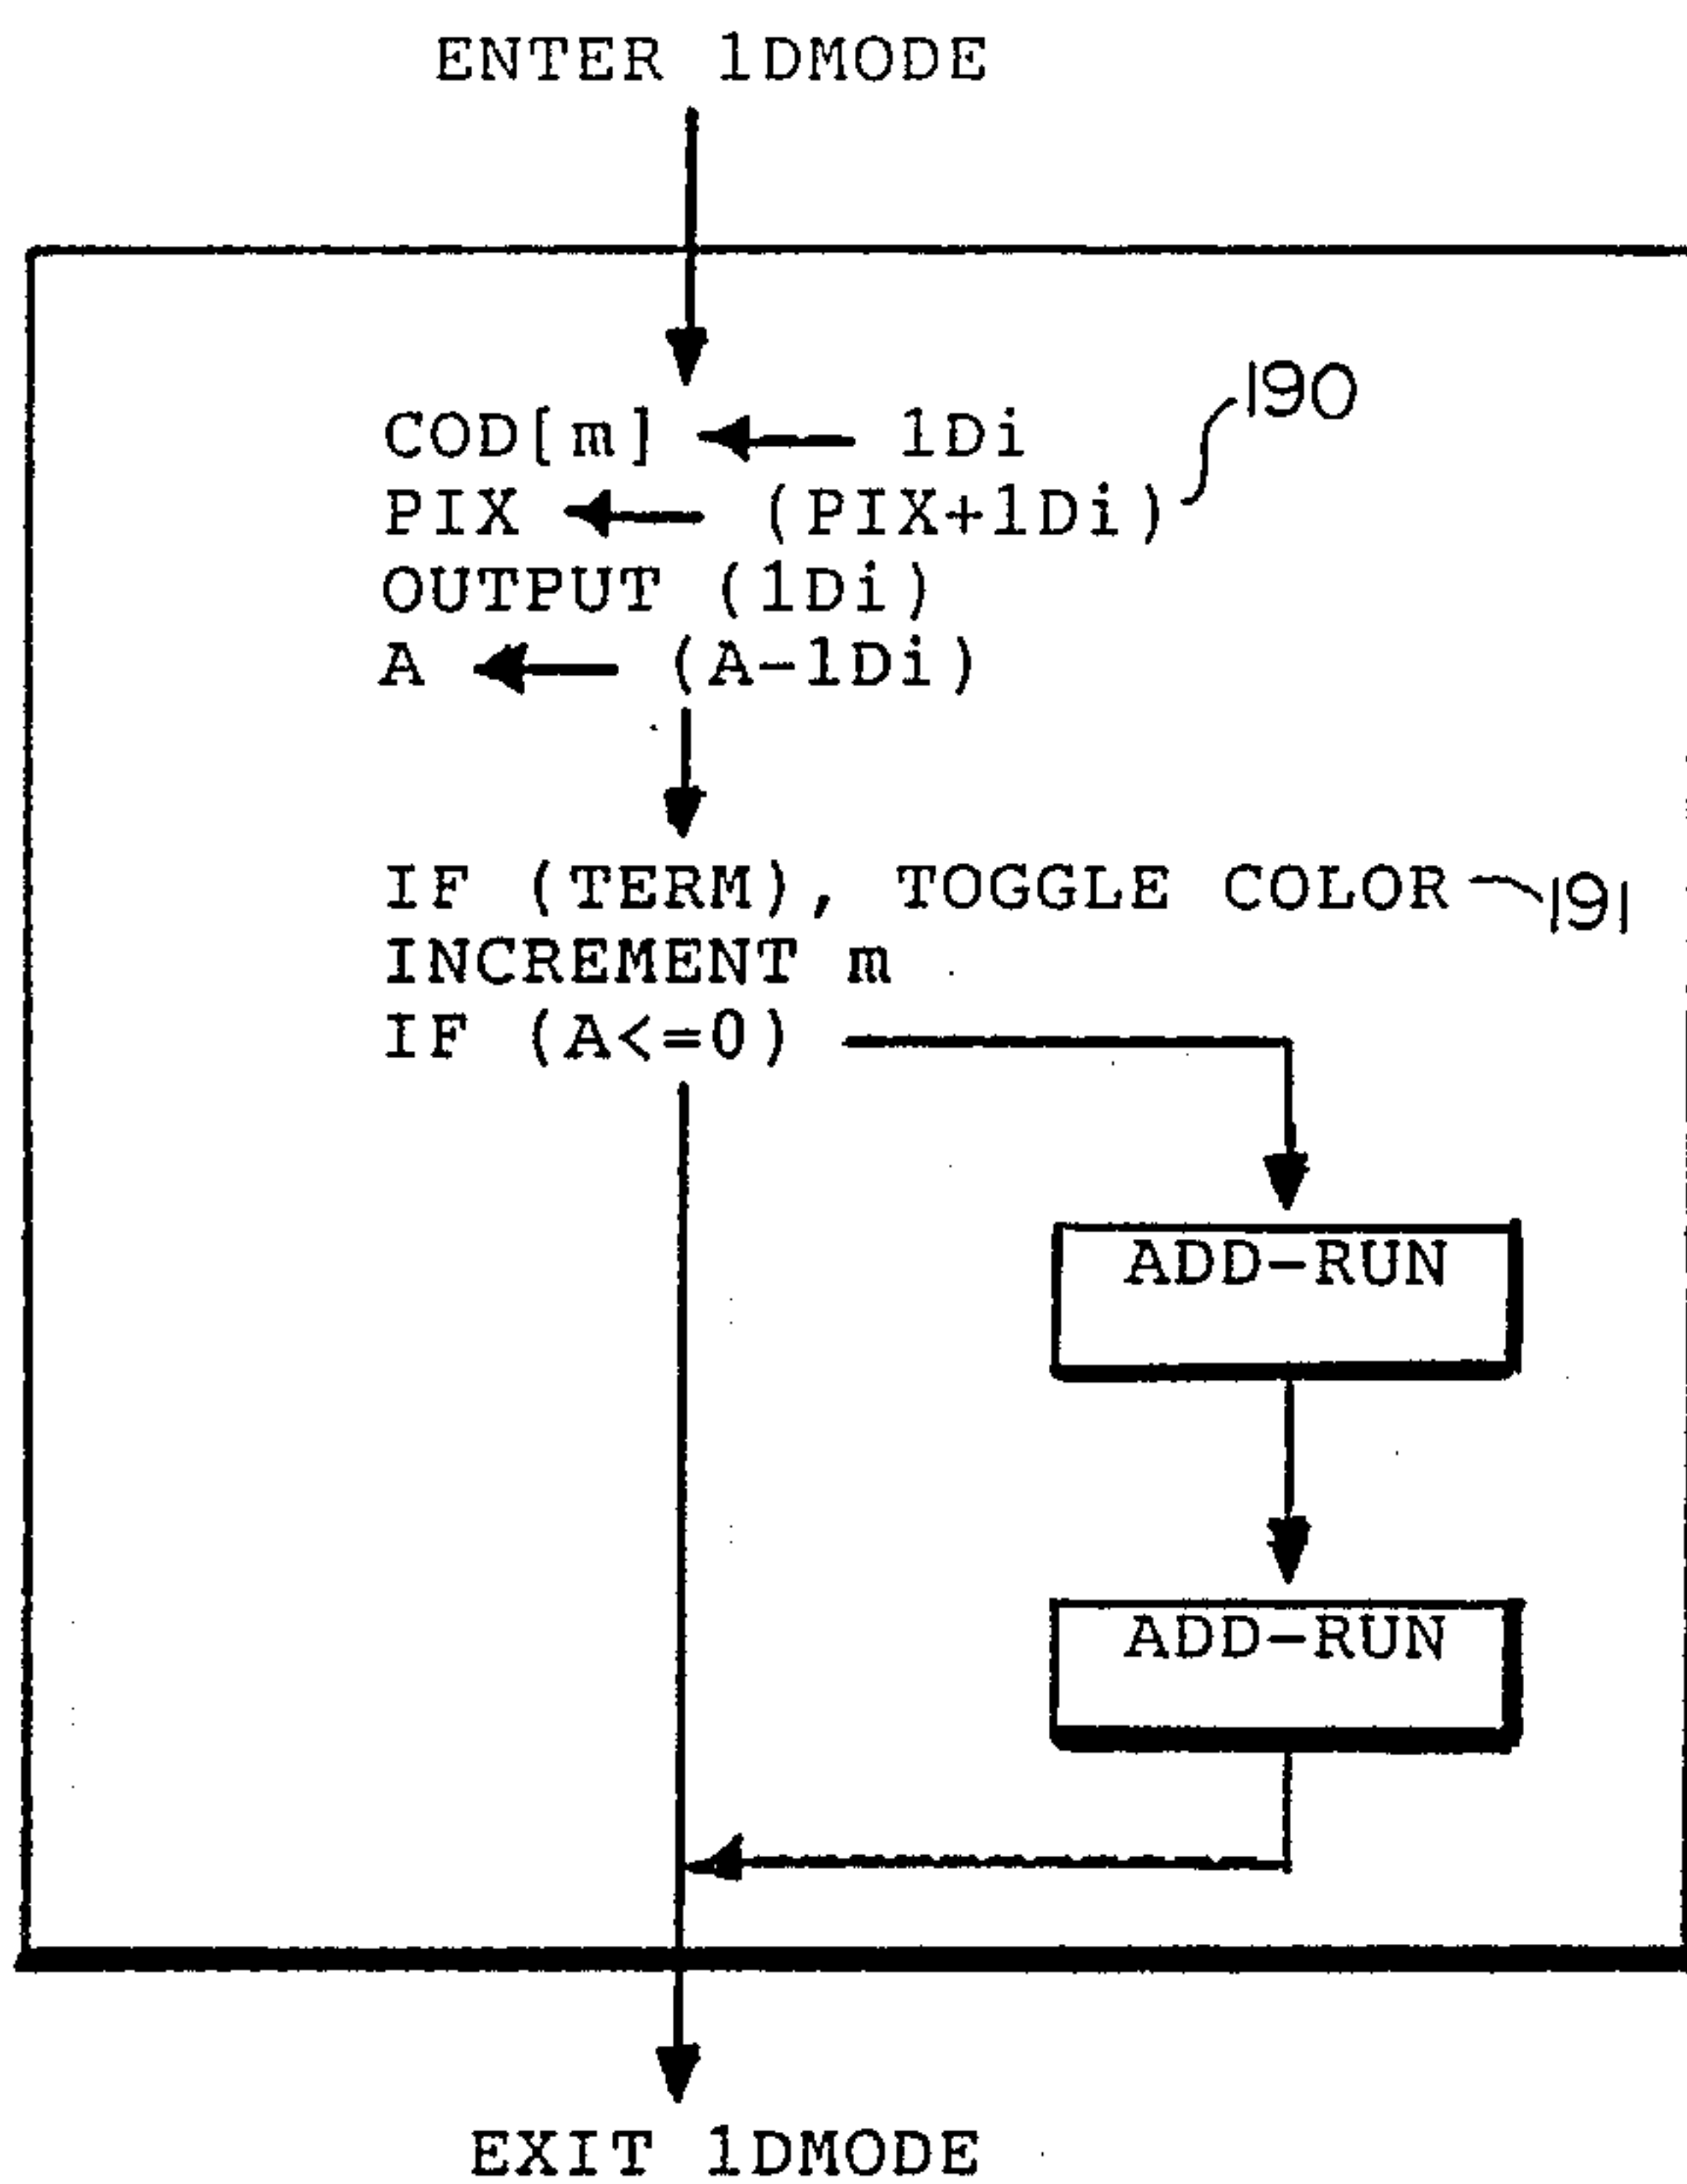 ENTER 1DMODE
COD[m] ← 1Di
190
PIX ← (PIX+1Di)
OUTPUT (1Di)
A ← (A-1Di)
IF (TERM), TOGGLE COLOR 191
INCREMENT m
IF (A<=0)
ADD-RUN
ADD-RUN
EXIT 1DMODE